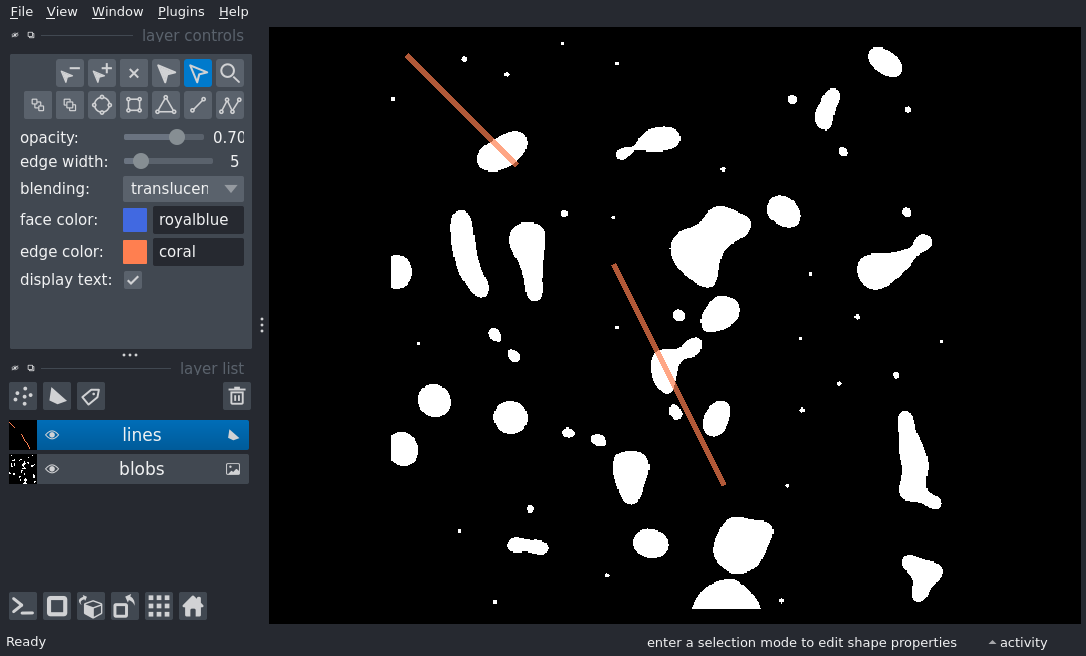 File View Window Plugins Help
layer controls
opacity: 0.70
edge width: 5
blending: translucen
face color: royalblue
edge color: coral
display text:
layer list
lines
blobs
Ready enter a selection mode to edit shape properties activity